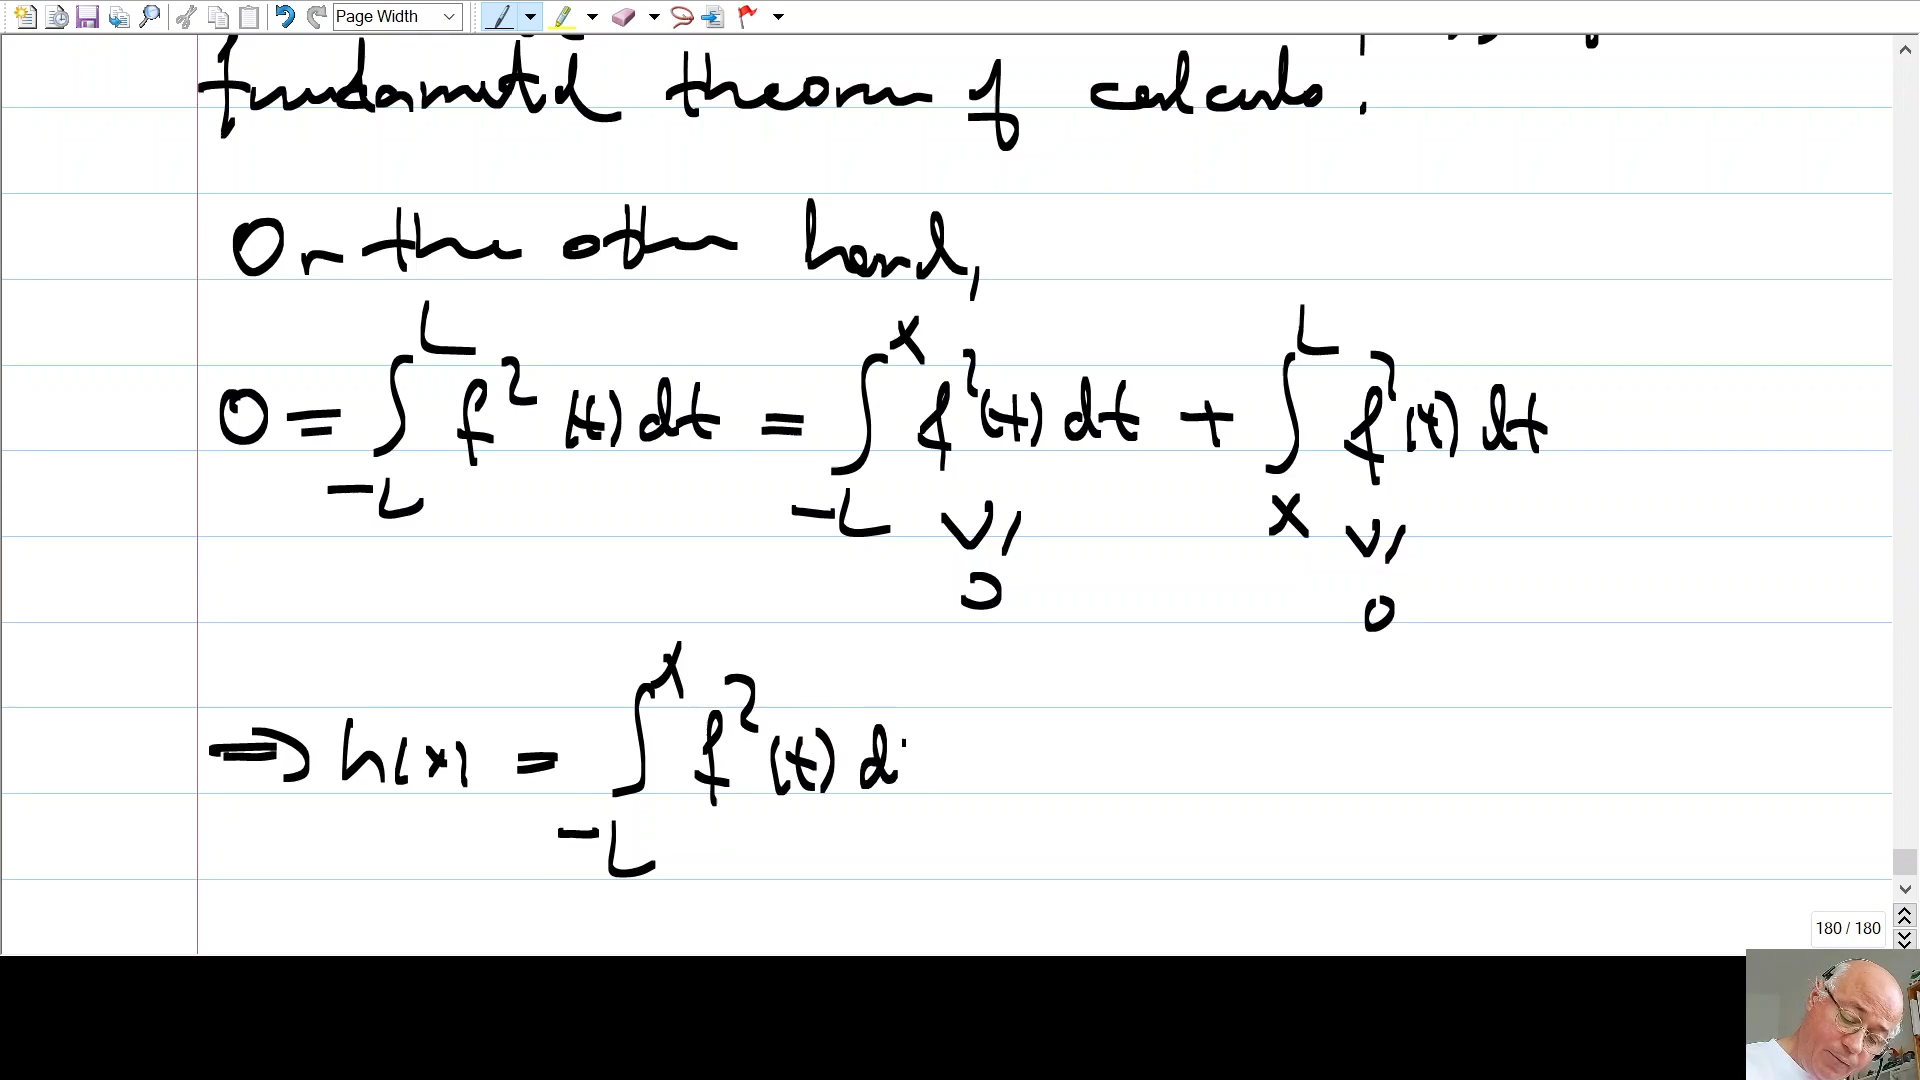 Page Width
fundamental theorem of calculus:
On the other hand,
0 = ∫_{-L}^{L} f²(t) dt = ∫_{-L}^{x} f²(t) dt + ∫_{x}^{L} f²(t) dt
≥ ≥
0 0
⇒ h(x) = ∫_{-L}^{x} f²(t) d
180 / 180